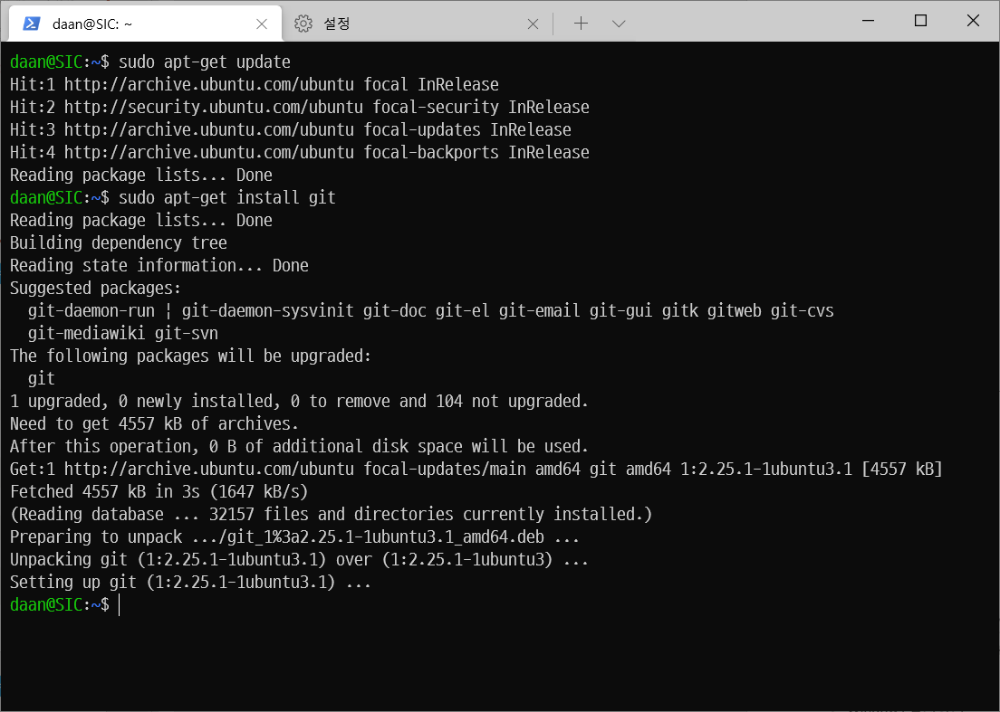 daan@SIC: ~
설정
daan@SIC:~$ sudo apt-get update
Hit:1 http://archive.ubuntu.com/ubuntu focal InRelease
Hit:2 http://security.ubuntu.com/ubuntu focal-security InRelease
Hit:3 http://archive.ubuntu.com/ubuntu focal-updates InRelease
Hit:4 http://archive.ubuntu.com/ubuntu focal-backports InRelease
Reading package lists... Done
daan@SIC:~$ sudo apt-get install git
Reading package lists... Done
Building dependency tree
Reading state information... Done
Suggested packages:
  git-daemon-run | git-daemon-sysvinit git-doc git-el git-email git-gui gitk gitweb git-cvs
  git-mediawiki git-svn
The following packages will be upgraded:
  git
1 upgraded, 0 newly installed, 0 to remove and 104 not upgraded.
Need to get 4557 kB of archives.
After this operation, 0 B of additional disk space will be used.
Get:1 http://archive.ubuntu.com/ubuntu focal-updates/main amd64 git amd64 1:2.25.1-1ubuntu3.1 [4557 kB]
Fetched 4557 kB in 3s (1647 kB/s)
(Reading database ... 32157 files and directories currently installed.)
Preparing to unpack .../git_1%3a2.25.1-1ubuntu3.1_amd64.deb ...
Unpacking git (1:2.25.1-1ubuntu3.1) over (1:2.25.1-1ubuntu3) ...
Setting up git (1:2.25.1-1ubuntu3.1) ...
daan@SIC:~$